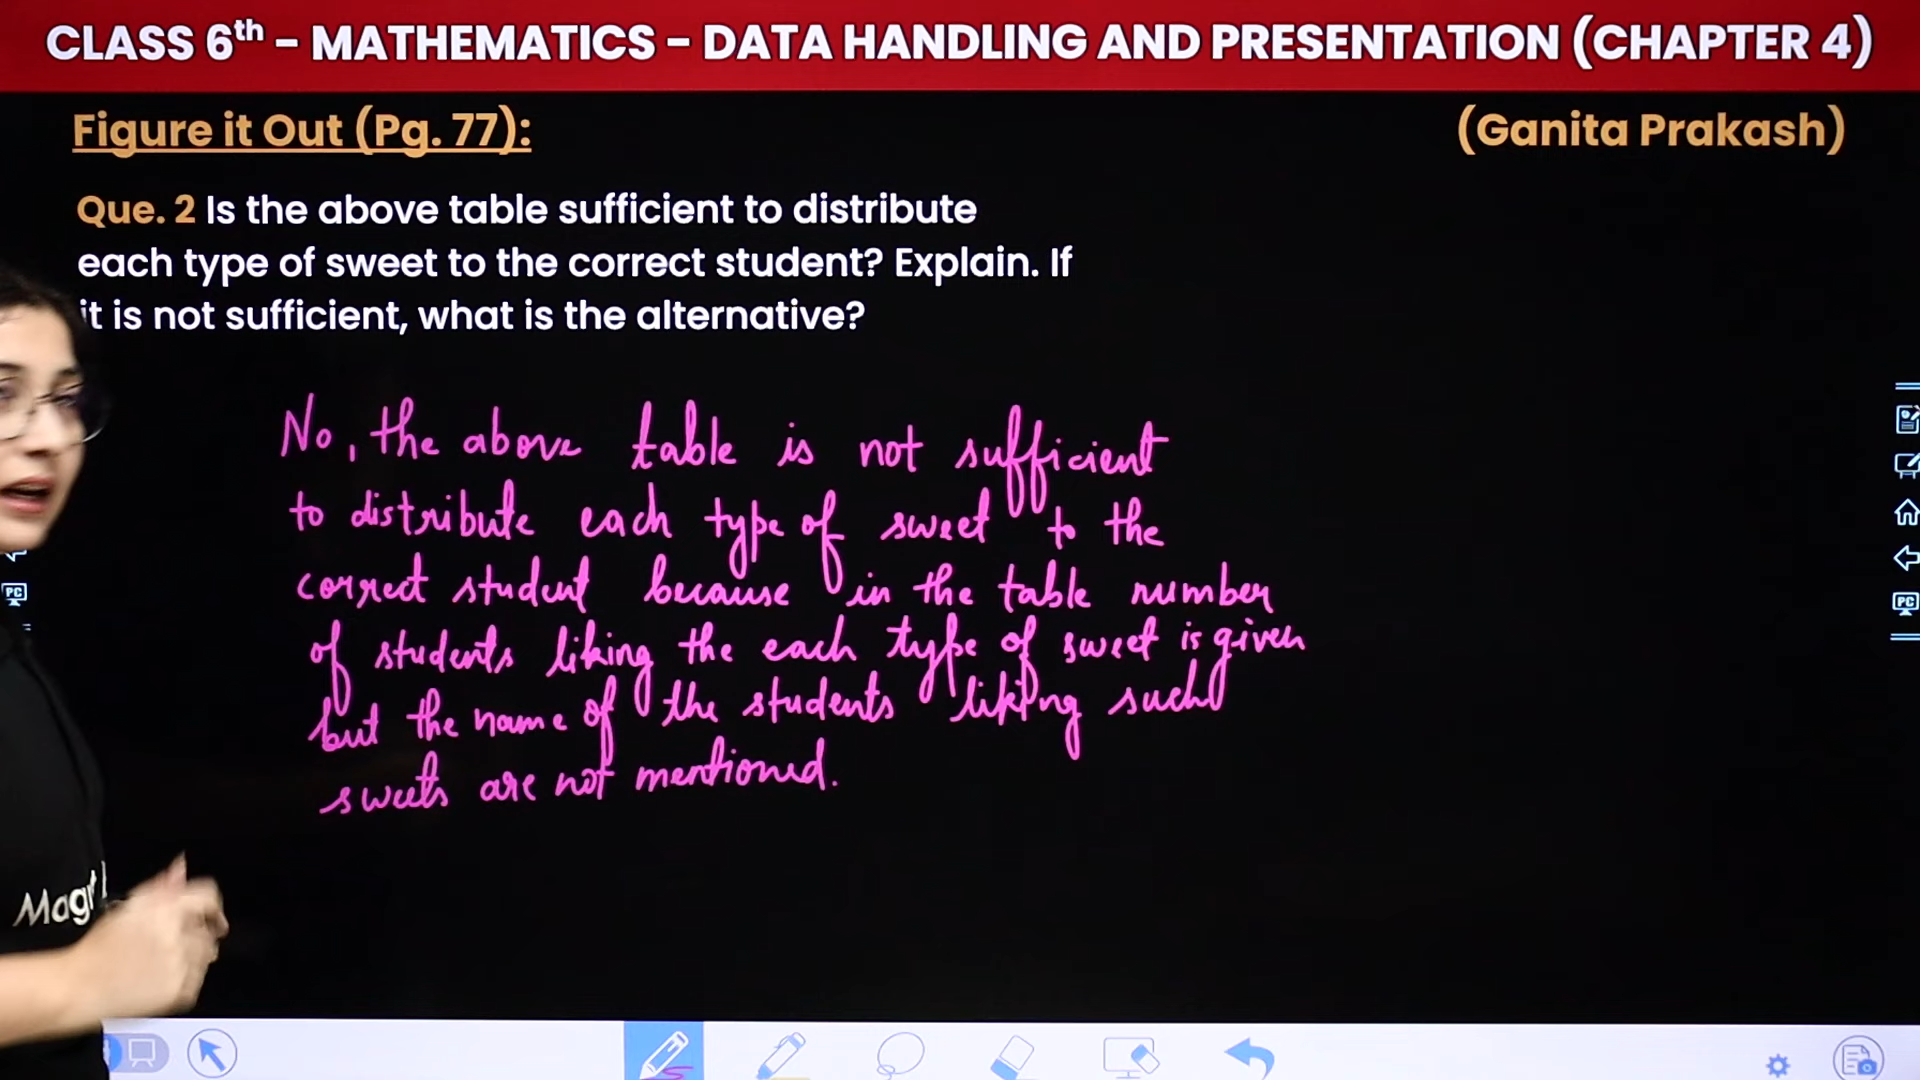 CLASS 6th – MATHEMATICS – DATA HANDLING AND PRESENTATION (CHAPTER 4)
Figure it Out (Pg. 77):
(Ganita Prakash)
Que. 2 Is the above table sufficient to distribute
each type of sweet to the correct student? Explain. If
it is not sufficient, what is the alternative?
No, the above table is not sufficient
to distribute each type of sweet to the
correct student because in the table number
of students liking the each type of sweet is given
but the name of the students liking such
sweets are not mentioned.
PC
PC